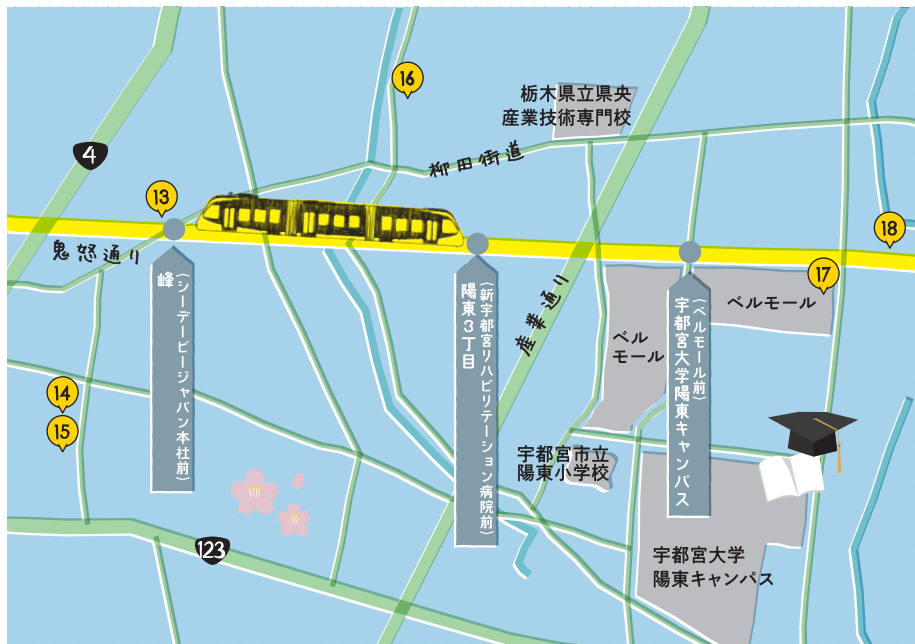 16
栃木県立県央
産業技術専門校
4
柳田街道
13
鬼怒通り
18
17
峰
(シーデーピージャパン本社前)
陽東3丁目
(新宇都宮リハビリテーション病院前)
産業通り
ベル
モール
宇都宮大学陽東キャンパス
(ベルモール前)
ベルモール
14
15
宇都宮市立
陽東小学校
123
宇都宮大学
陽東キャンパス